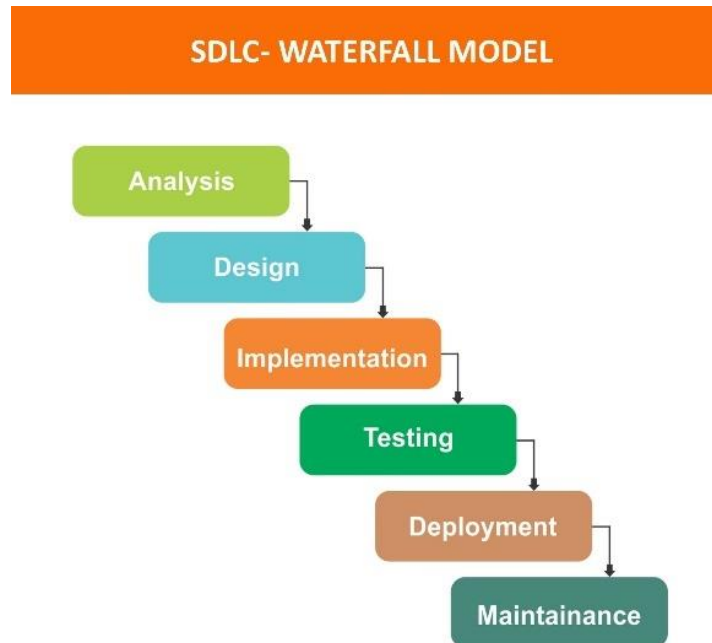 SDLC- WATERFALL MODEL
Analysis
Design
Implementation
Testing
Deployment
Maintainance